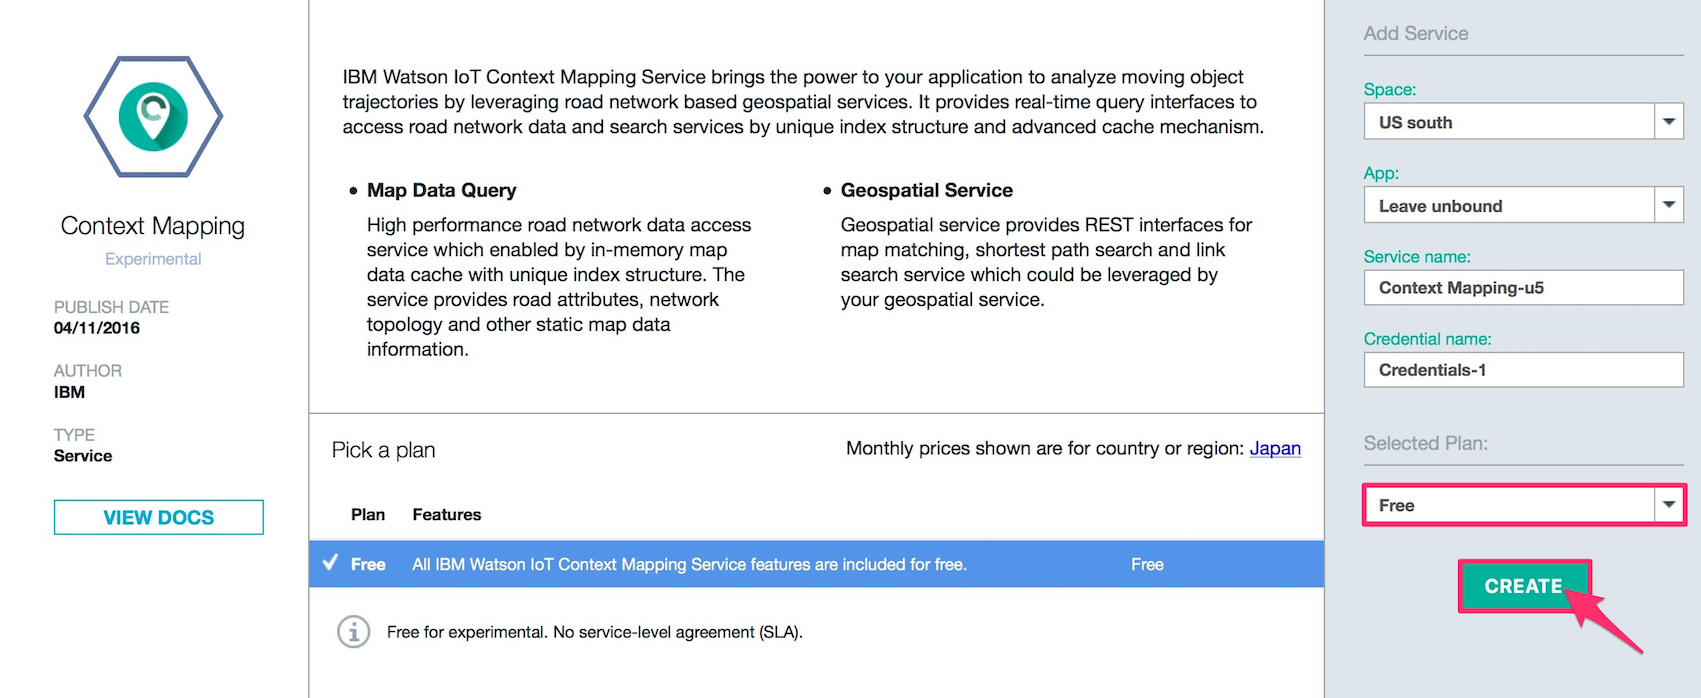 Context Mapping
Experimental
PUBLISH DATE
04/11/2016
AUTHOR
IBM
TYPE
Service
VIEW DOCS
IBM Watson IoT Context Mapping Service brings the power to your application to analyze moving object
trajectories by leveraging road network based geospatial services. It provides real-time query interfaces to
access road network data and search services by unique index structure and advanced cache mechanism.
• Map Data Query
High performance road network data access
service which enabled by in-memory map
data cache with unique index structure. The
service provides road attributes, network
topology and other static map data
information.
• Geospatial Service
Geospatial service provides REST interfaces for
map matching, shortest path search and link
search service which could be leveraged by
your geospatial service.
Pick a plan
Monthly prices shown are for country or region: Japan
Plan Features
Free All IBM Watson IoT Context Mapping Service features are included for free. Free
Free for experimental. No service-level agreement (SLA).
Add Service
Space:
US south
App:
Leave unbound
Service name:
Context Mapping-u5
Credential name:
Credentials-1
Selected Plan:
Free
CREATE